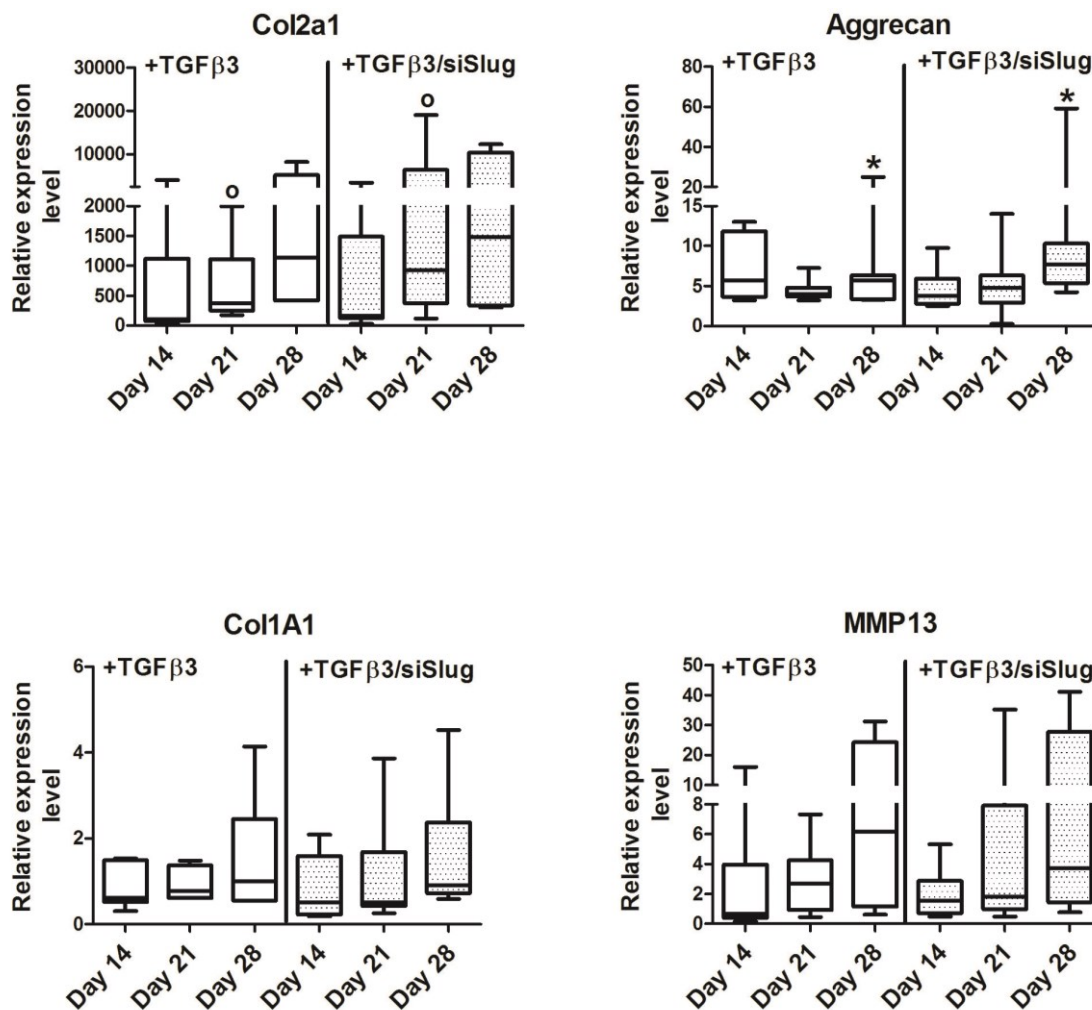 Col2a1
+TGFβ3
+TGFβ3/siSlug
Relative expression
level
30000
20000
10000
2000
1500
1000
500
0
o
o
Day 14
Day 21
Day 28
Day 14
Day 21
Day 28
Aggrecan
+TGFβ3
+TGFβ3/siSlug
Relative expression
level
80
60
40
20
15
10
5
0
*
*
Day 14
Day 21
Day 28
Day 14
Day 21
Day 28
Col1A1
+TGFβ3
+TGFβ3/siSlug
Relative expression
level
6
4
2
0
Day 14
Day 21
Day 28
Day 14
Day 21
Day 28
MMP13
+TGFβ3
+TGFβ3/siSlug
Relative expression
level
50
40
30
20
10
8
6
4
2
0
Day 14
Day 21
Day 28
Day 14
Day 21
Day 28